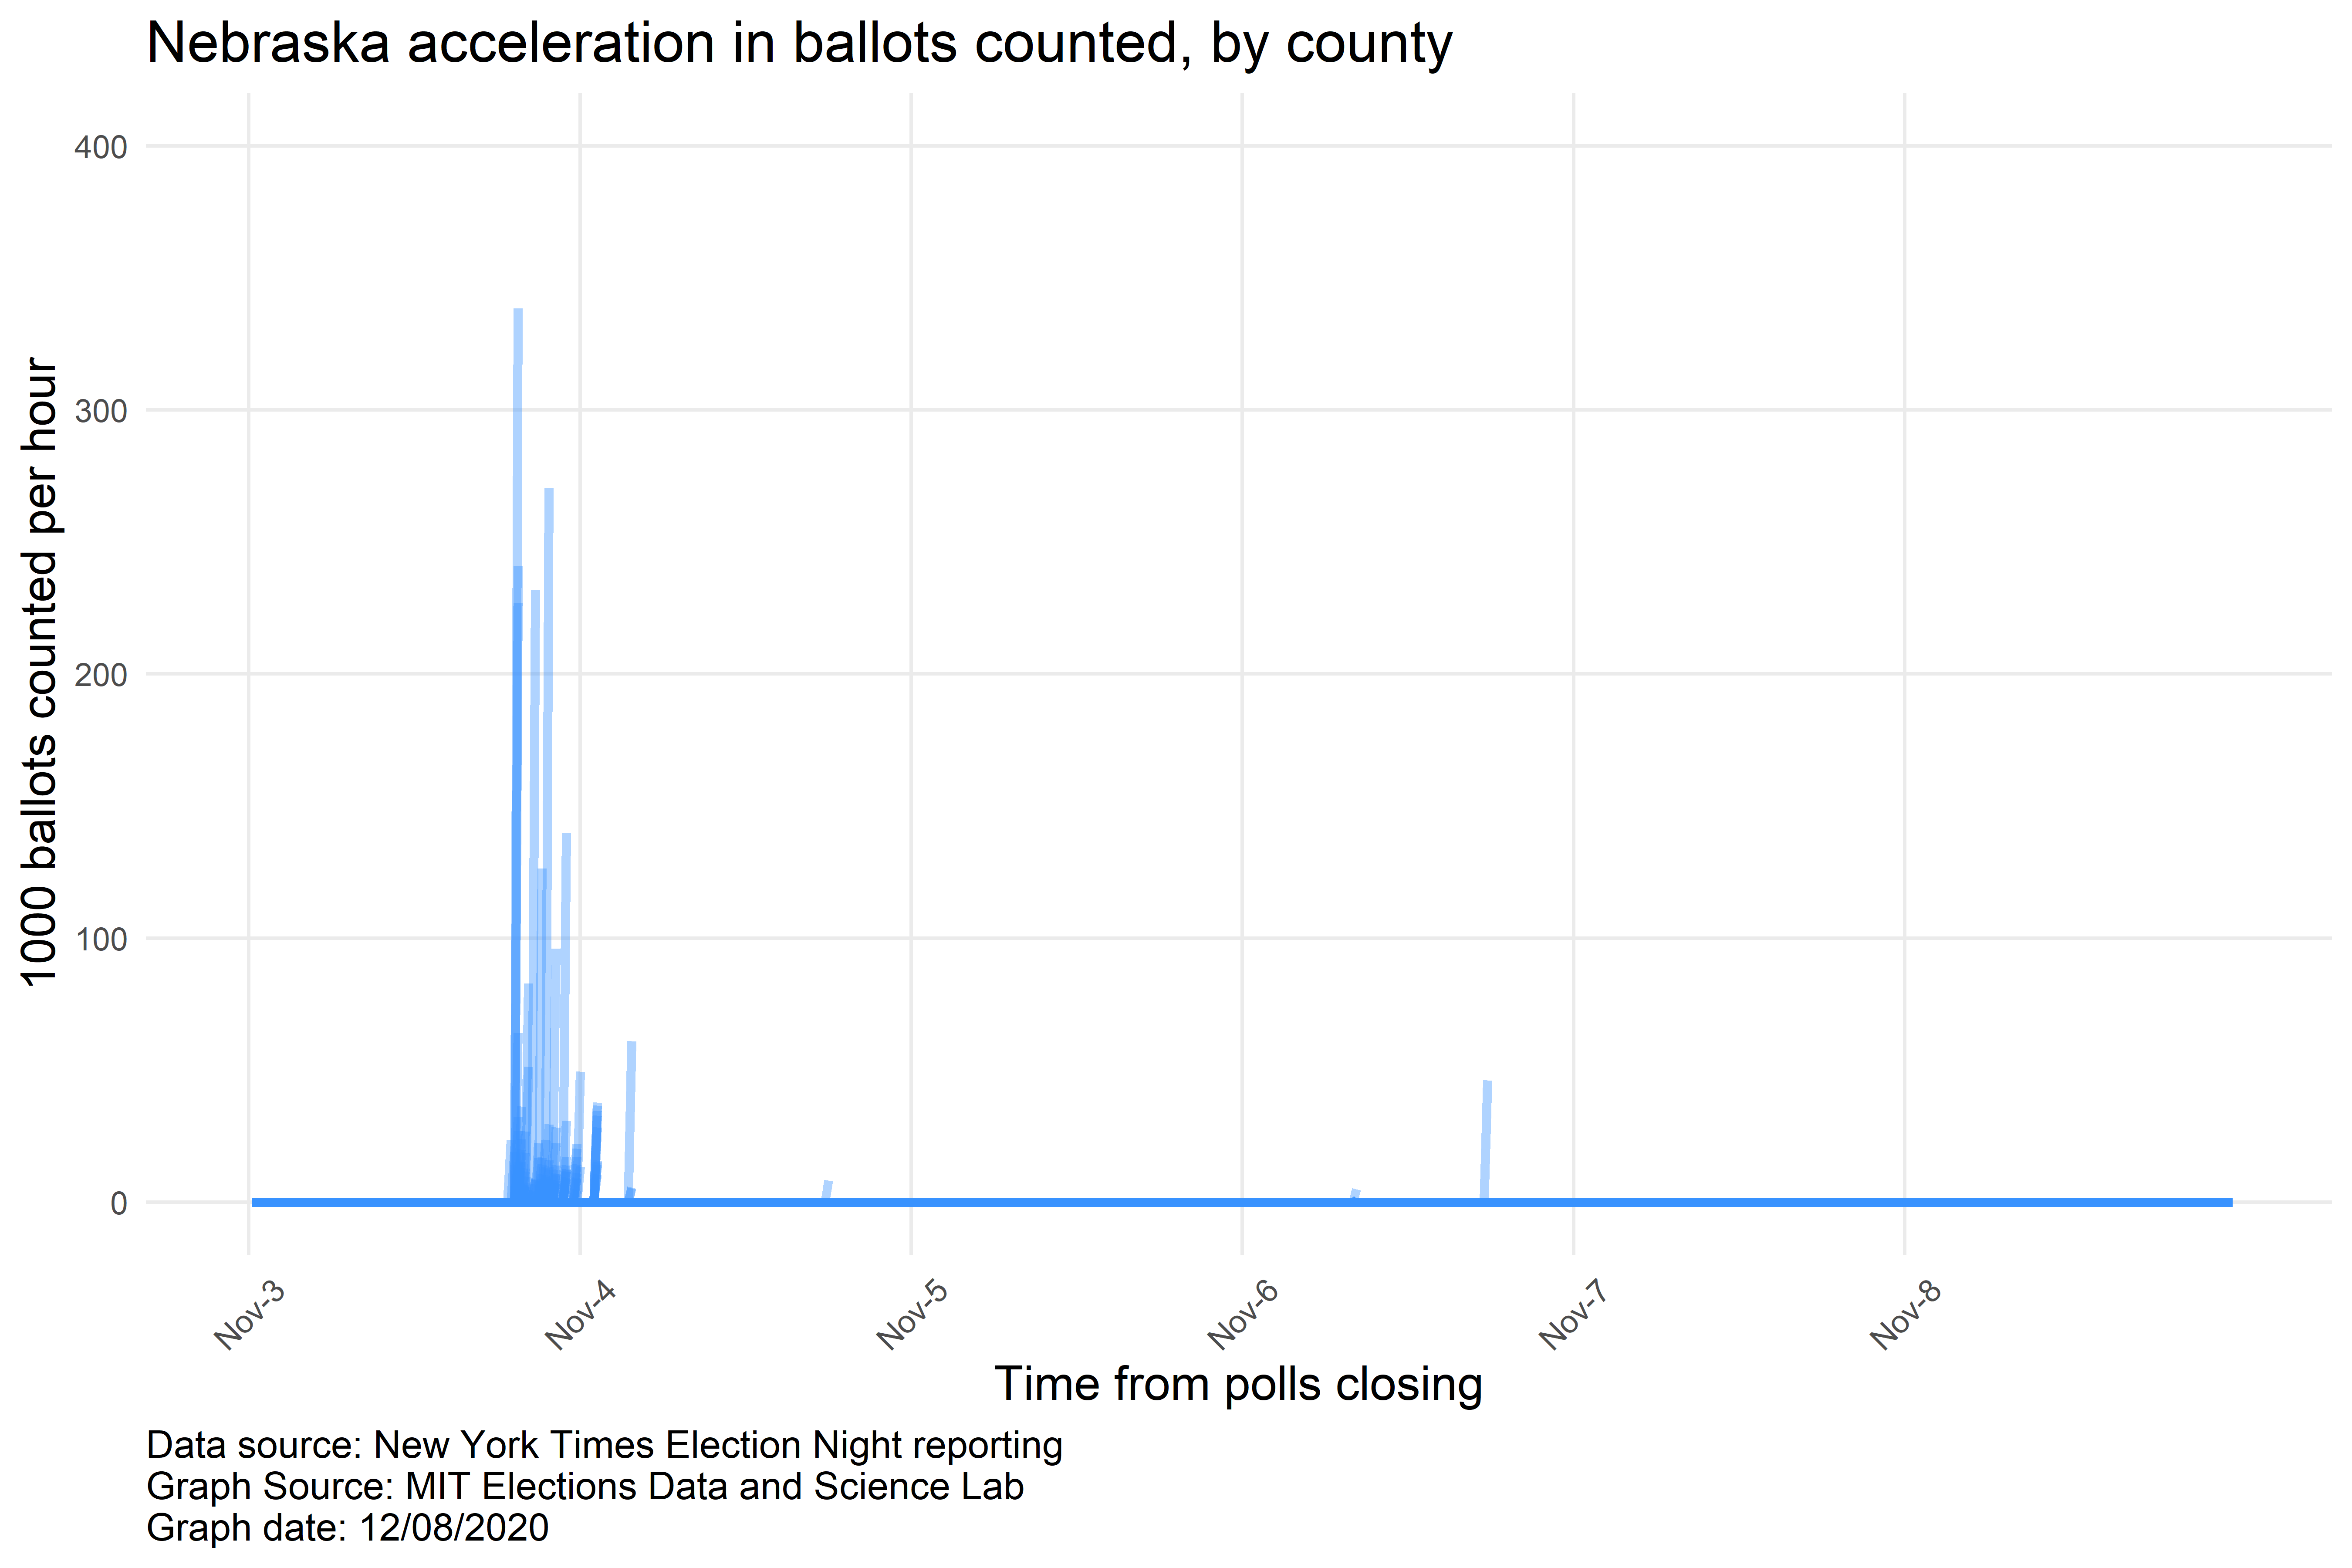 Nebraska acceleration in ballots counted, by county
1000 ballots counted per hour
400
300
200
100
0
Nov-3
Nov-4
Nov-5
Nov-6
Nov-7
Nov-8
Time from polls closing
Data source: New York Times Election Night reporting
Graph Source: MIT Elections Data and Science Lab
Graph date: 12/08/2020